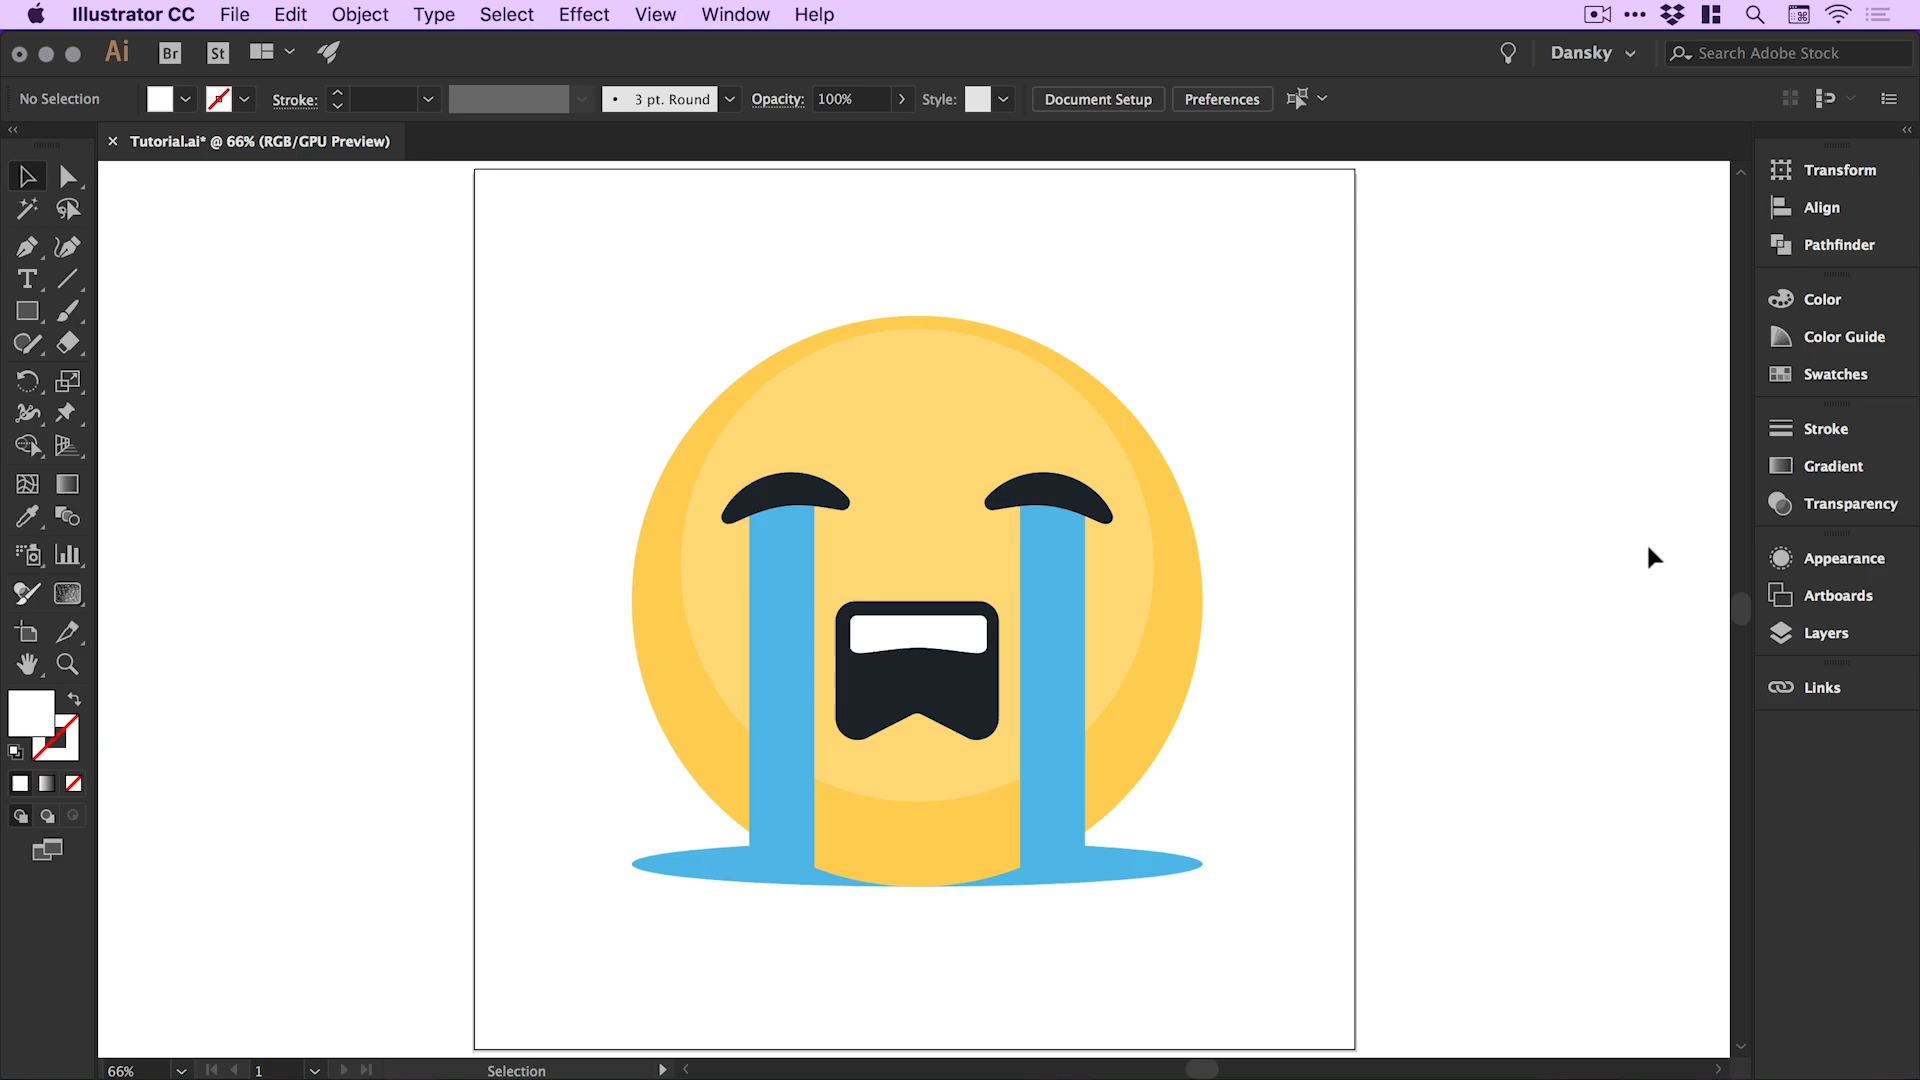 Illustrator CC File Edit Object Type Select Effect View Window Help
Ai Br St Dansky Search Adobe Stock
No Selection Stroke: 3 pt. Round Opacity: 100% Style: Document Setup Preferences
× Tutorial.ai* @ 66% (RGB/GPU Preview)
Transform
Align
Pathfinder
Color
Color Guide
Swatches
Stroke
Gradient
Transparency
Appearance
Artboards
Layers
Links
66% 1 Selection